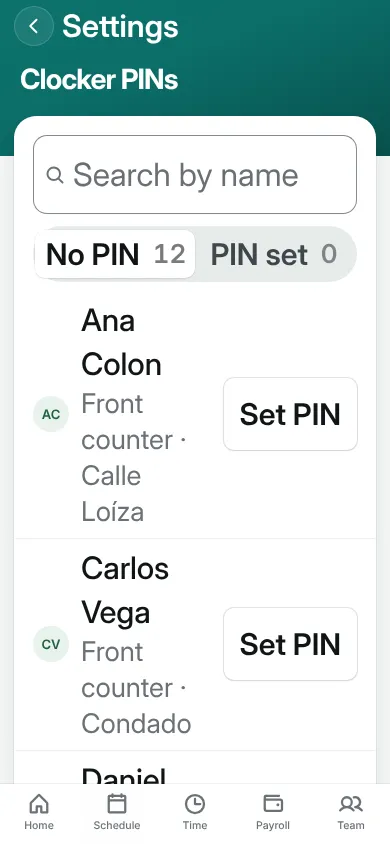 Settings
Clocker PINs
Search by name
No PIN 12 PIN set 0
Ana
Colon
AC
Front
counter ·
Calle
Loíza
Set PIN
Carlos
Vega
CV
Front
counter ·
Condado
Set PIN
Daniel
Home Schedule Time Payroll Team